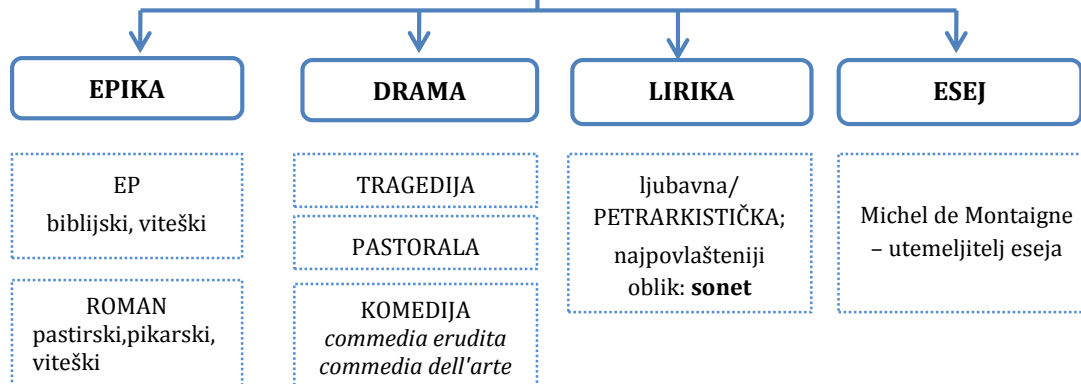 EPIKA
DRAMA
LIRIKA
ESEJ
EP
biblijski, viteški
ROMAN
pastirski,pikarski,
viteški
TRAGEDIJA
PASTORALA
KOMEDIJA
commedia erudita
commedia dell'arte
ljubavna/
PETRARKISTIČKA;
najpovlašteniji
oblik: sonet
Michel de Montaigne
– utemeljitelj eseja